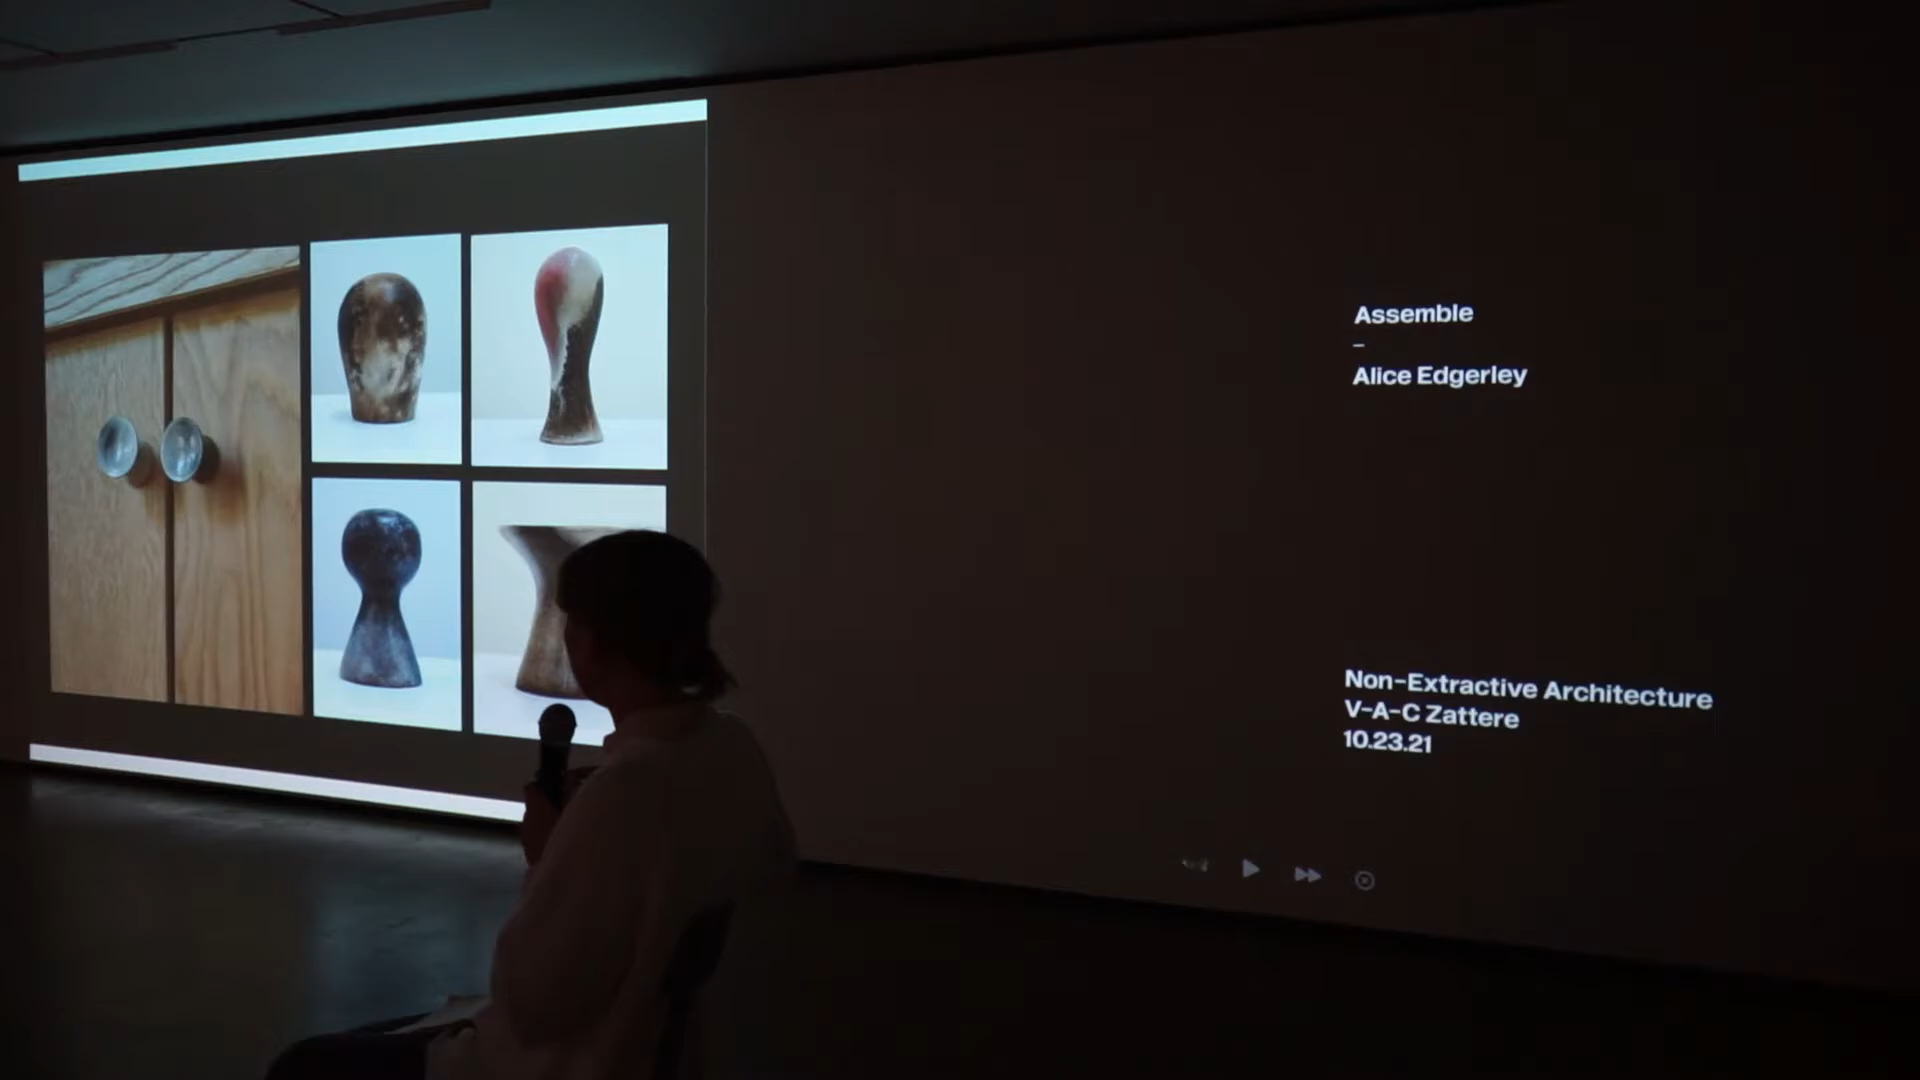 Assemble
–
Alice Edgerley
Non-Extractive Architecture
V-A-C Zattere
10.23.21